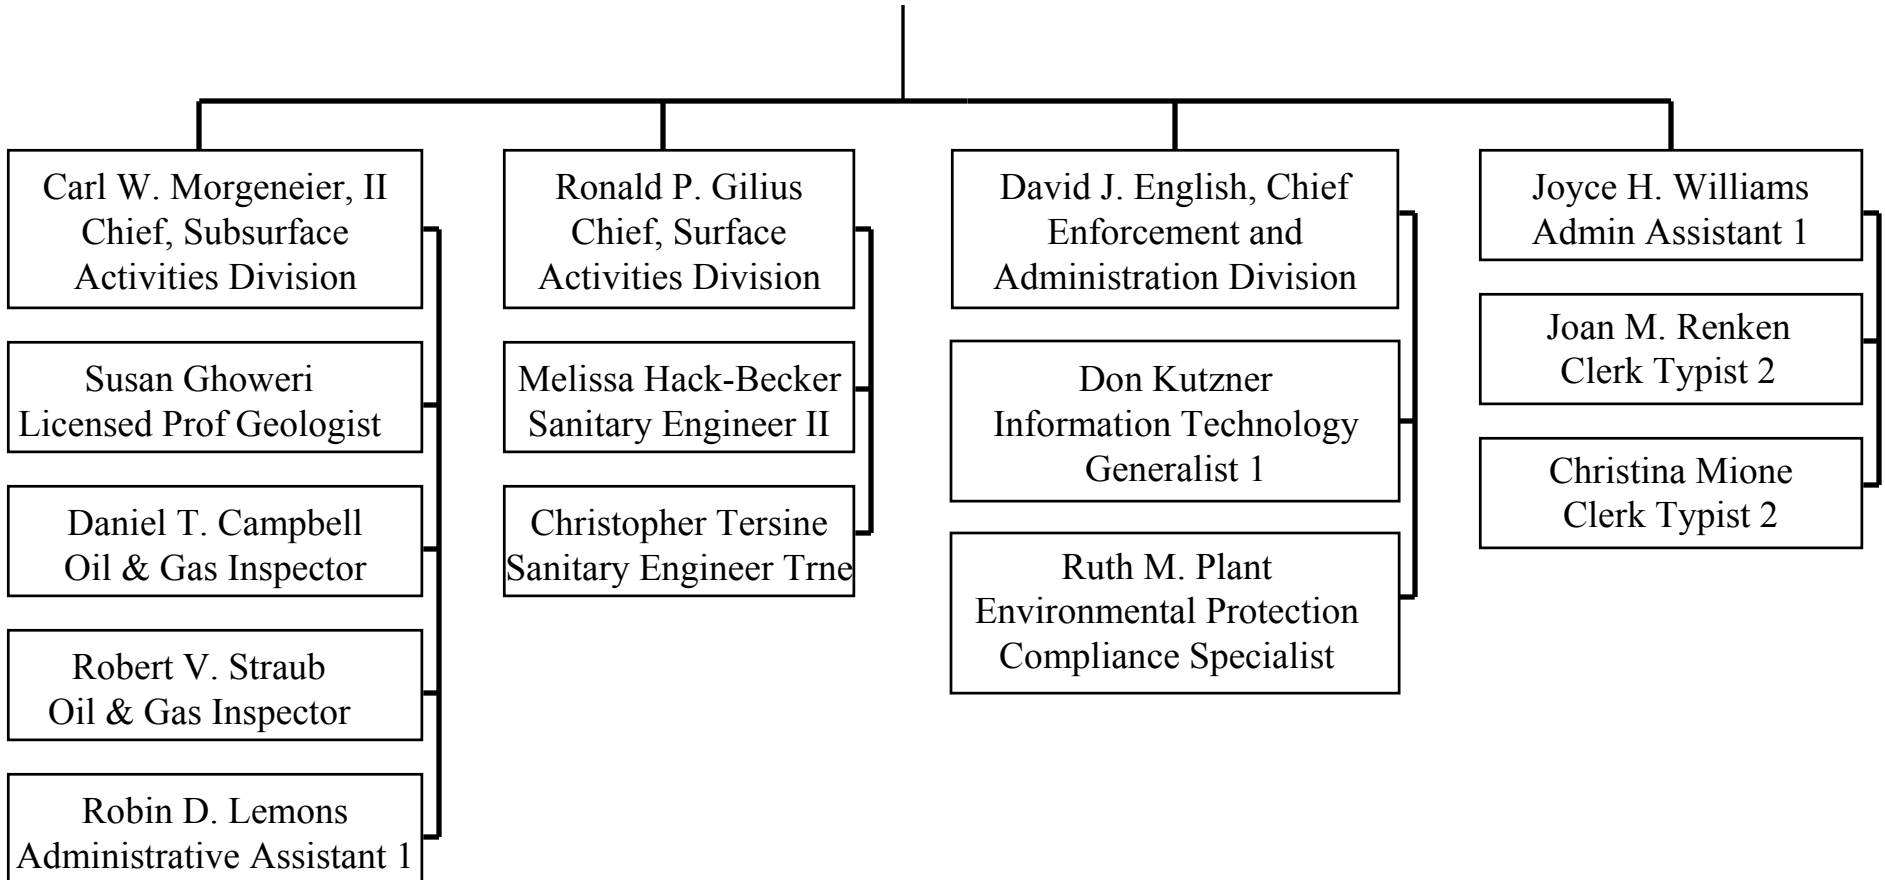 Carl W. Morgeneier, II
Chief, Subsurface
Activities Division
Susan Ghoweri
Licensed Prof Geologist
Daniel T. Campbell
Oil & Gas Inspector
Robert V. Straub
Oil & Gas Inspector
Robin D. Lemons
Administrative Assistant 1
Ronald P. Gilius
Chief, Surface
Activities Division
Melissa Hack-Becker
Sanitary Engineer II
Christopher Tersine
Sanitary Engineer Trne
David J. English, Chief
Enforcement and
Administration Division
Don Kutzner
Information Technology
Generalist 1
Ruth M. Plant
Environmental Protection
Compliance Specialist
Joyce H. Williams
Admin Assistant 1
Joan M. Renken
Clerk Typist 2
Christina Mione
Clerk Typist 2